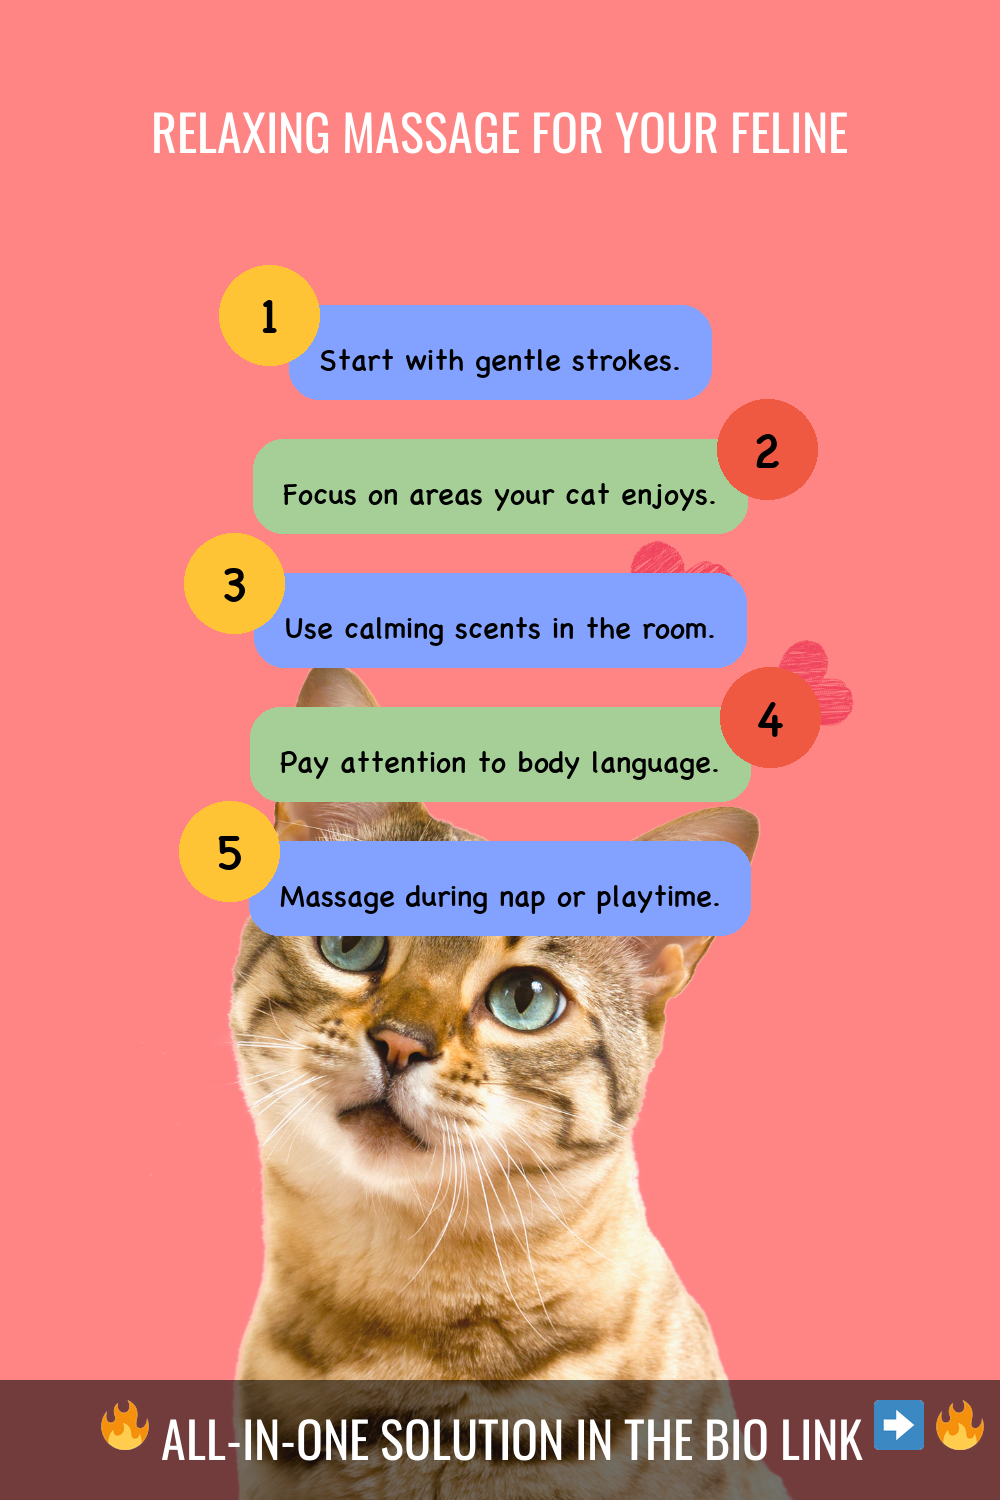 RELAXING MASSAGE FOR YOUR FELINE
1
Start with gentle strokes.
2
Focus on areas your cat enjoys.
3
Use calming scents in the room.
4
Pay attention to body language.
5
Massage during nap or playtime.
🔥 ALL-IN-ONE SOLUTION IN THE BIO LINK ➡️ 🔥